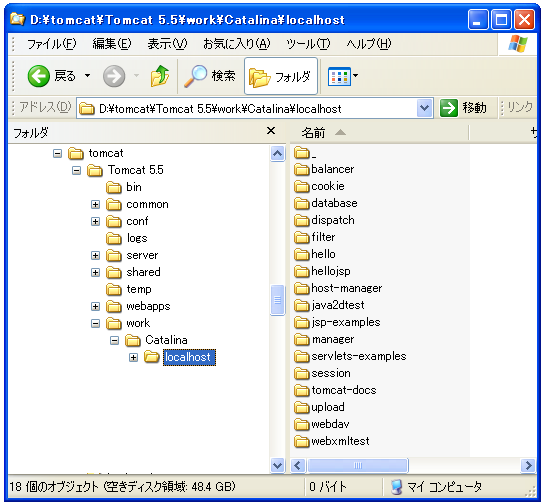 D:¥tomcat¥Tomcat 5.5¥work¥Catalina¥localhost
ファイル(F) 編集(E) 表示(V) お気に入り(A) ツール(T) ヘルプ(H)
戻る 検索 フォルダ
アドレス(D) D:¥tomcat¥Tomcat 5.5¥work¥Catalina¥localhost 移動 リンク
フォルダ
tomcat
Tomcat 5.5
bin
common
conf
logs
server
shared
temp
webapps
work
Catalina
localhost
名前 サ
_
balancer
cookie
database
dispatch
filter
hello
hellojsp
host-manager
java2dtest
jsp-examples
manager
servlets-examples
session
tomcat-docs
upload
webdav
webxmltest
18 個のオブジェクト (空きディスク領域: 48.4 GB) 0 バイト マイ コンピュータ